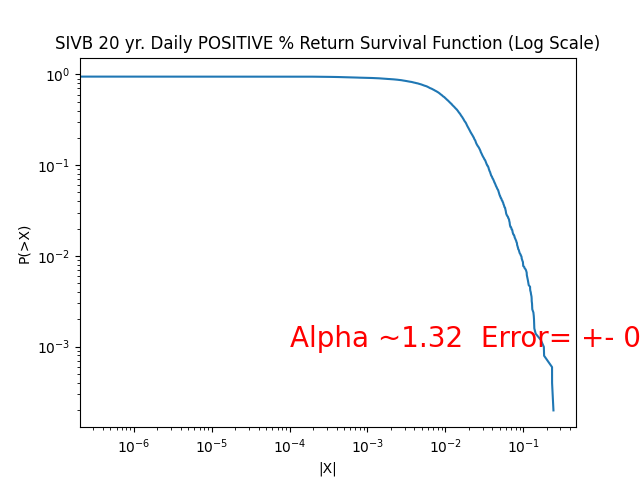 SIVB 20 yr. Daily POSITIVE % Return Survival Function (Log Scale)
10⁰
10⁻¹
10⁻²
10⁻³
P(>X)
Alpha ~1.32  Error= +- 0
10⁻⁶
10⁻⁵
10⁻⁴
10⁻³
10⁻²
10⁻¹
|X|